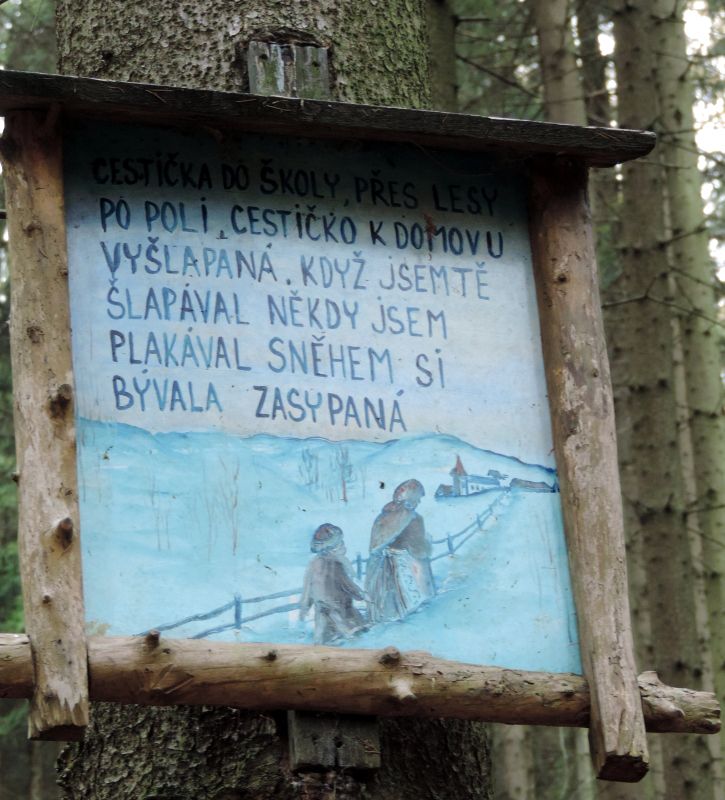 CESTIČKA DO ŠKOLY, PŘES LESY
PO POLI, CESTIČKO K DOMOVU
VYŠLAPANÁ. KDYŽ JSEM TĚ
ŠLAPÁVAL NĚKDY JSEM
PLAKÁVAL SNĚHEM SI
BÝVALA ZASYPANÁ